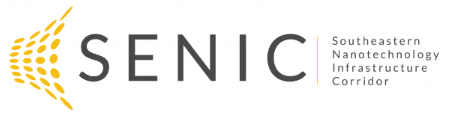 SENIC
Southeastern
Nanotechnology
Infrastructure
Corridor